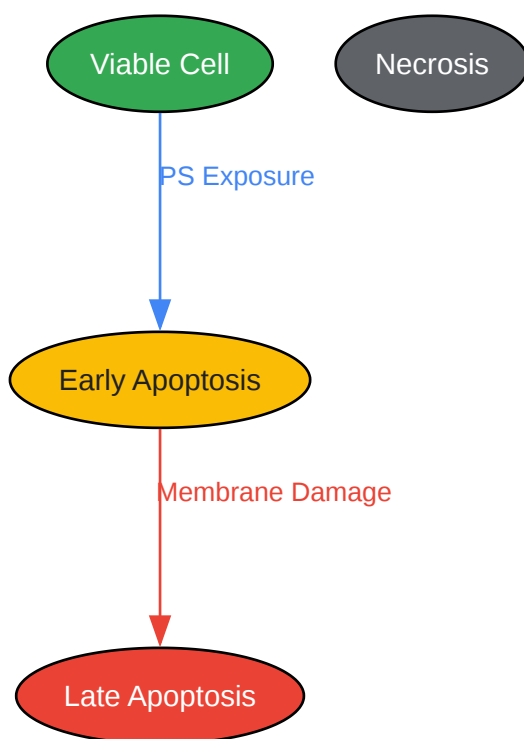 Viable Cell
Necrosis
PS Exposure
Early Apoptosis
Membrane Damage
Late Apoptosis